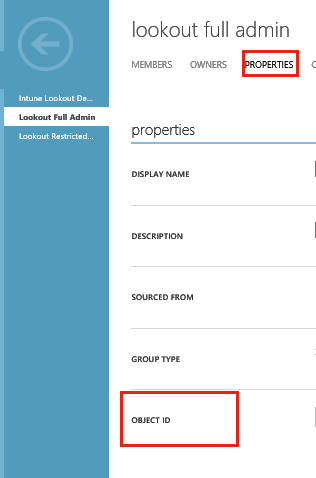 lookout full admin
MEMBERS OWNERS PROPERTIES
Intune Lookout De...
Lookout Full Admin
Lookout Restricted...
properties
DISPLAY NAME
DESCRIPTION
SOURCED FROM
GROUP TYPE
OBJECT ID